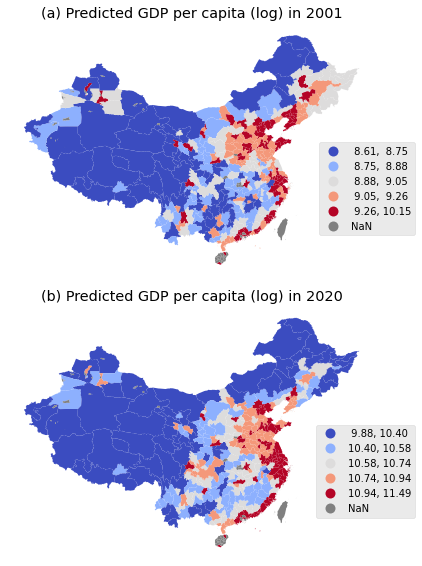 (a) Predicted GDP per capita (log) in 2001
8.61, 8.75
8.75, 8.88
8.88, 9.05
9.05, 9.26
9.26, 10.15
NaN
(b) Predicted GDP per capita (log) in 2020
9.88, 10.40
10.40, 10.58
10.58, 10.74
10.74, 10.94
10.94, 11.49
NaN